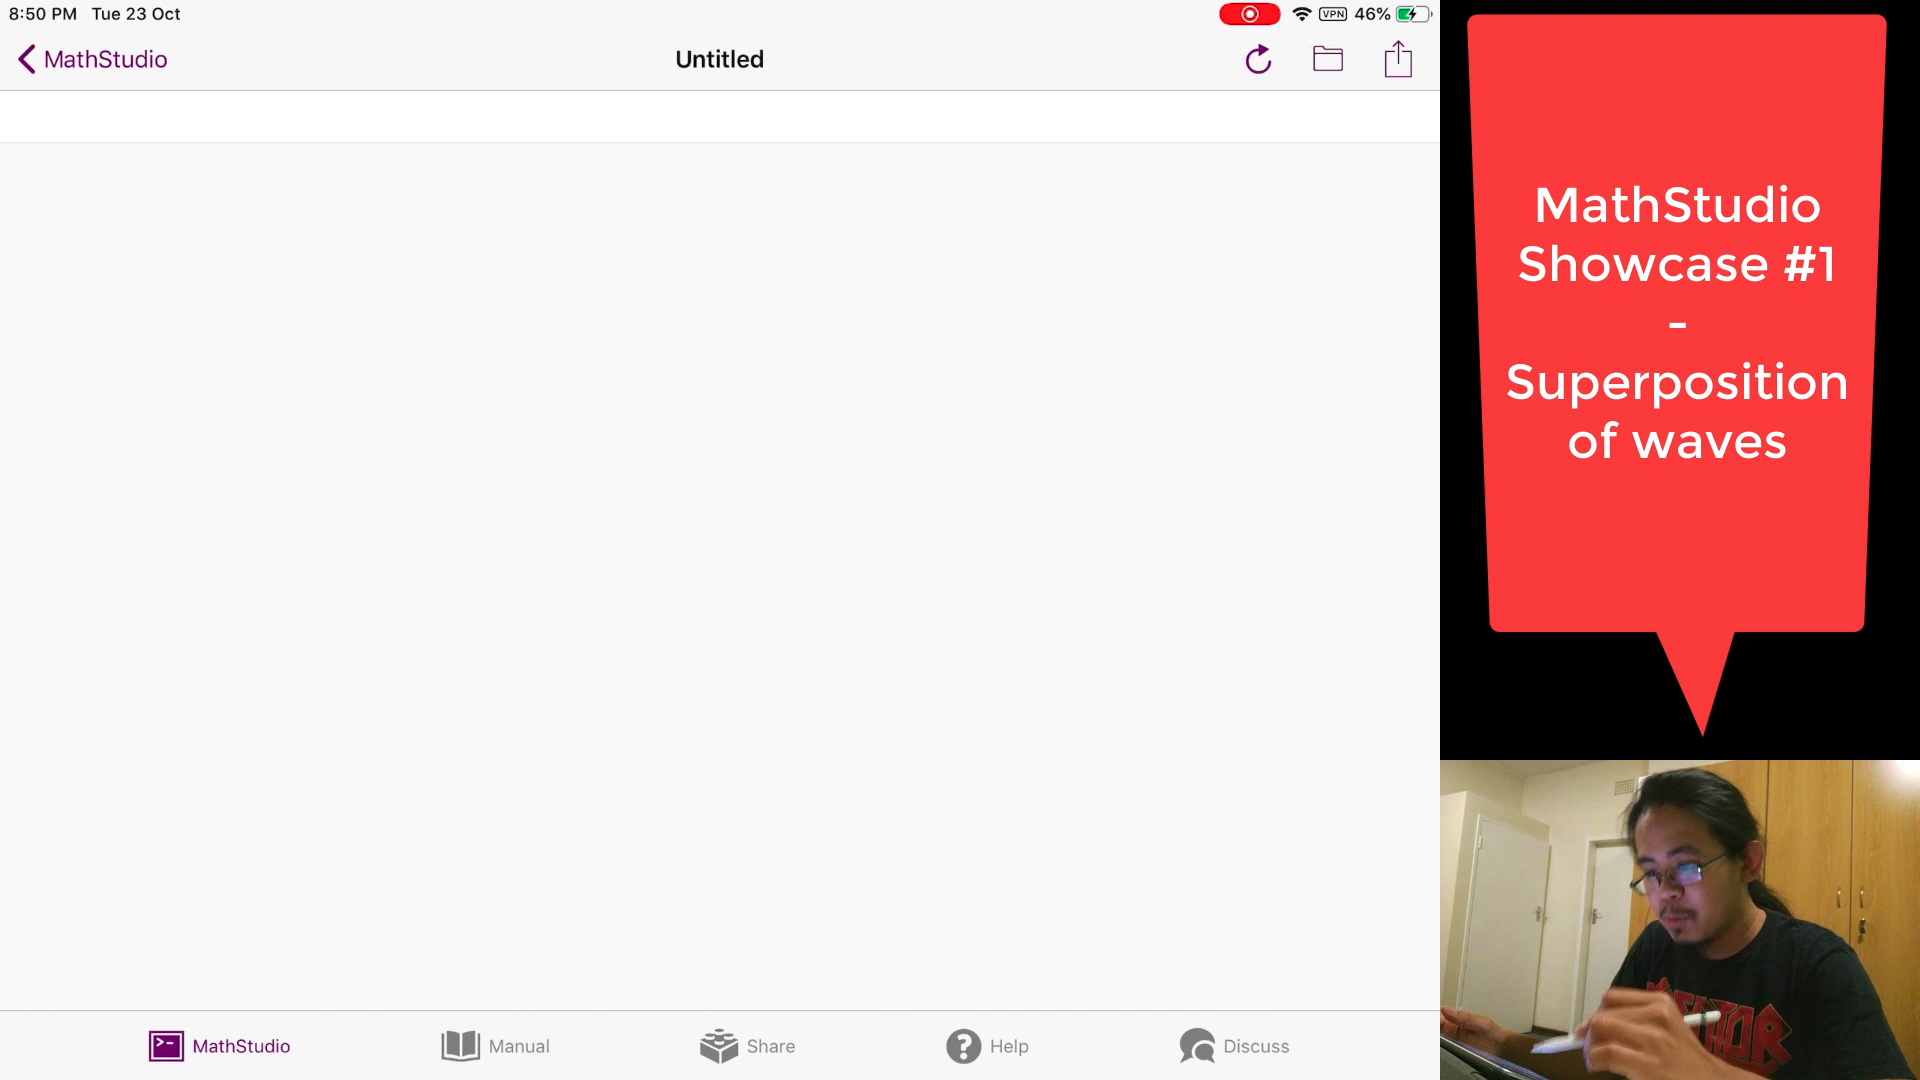 8:50 PM Tue 23 Oct
VPN 46%
MathStudio
Untitled
MathStudio
Showcase #1
-
Superposition
of waves
MathStudio
Manual
Share
Help
Discuss